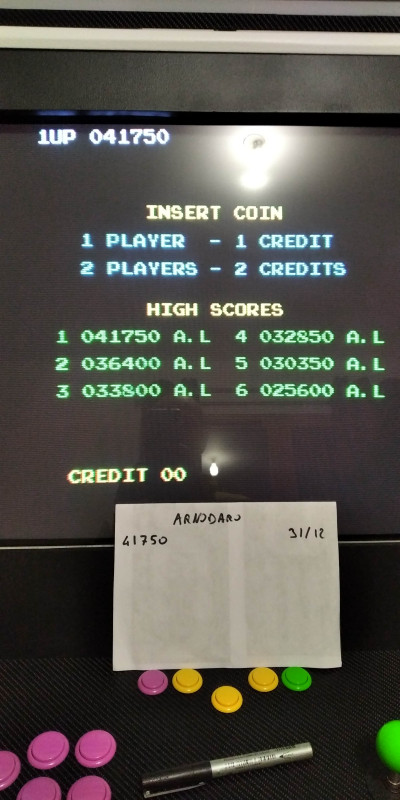 1UP 041750
INSERT COIN
1 PLAYER - 1 CREDIT
2 PLAYERS - 2 CREDITS
HIGH SCORES
1 041750 A.L 4 032850 A.L
2 036400 A.L 5 030350 A.L
3 033800 A.L 6 025600 A.L
CREDIT 00
ARNODARO
41750 31/12